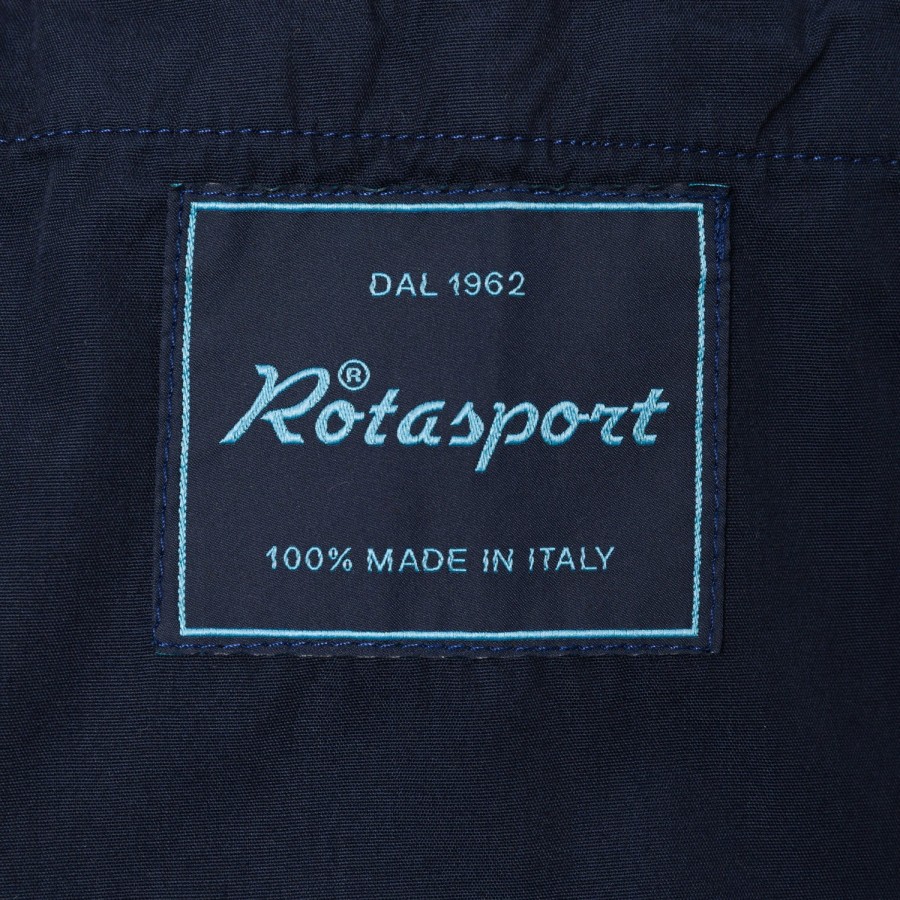 DAL 1962
Rotasport®
100% MADE IN ITALY